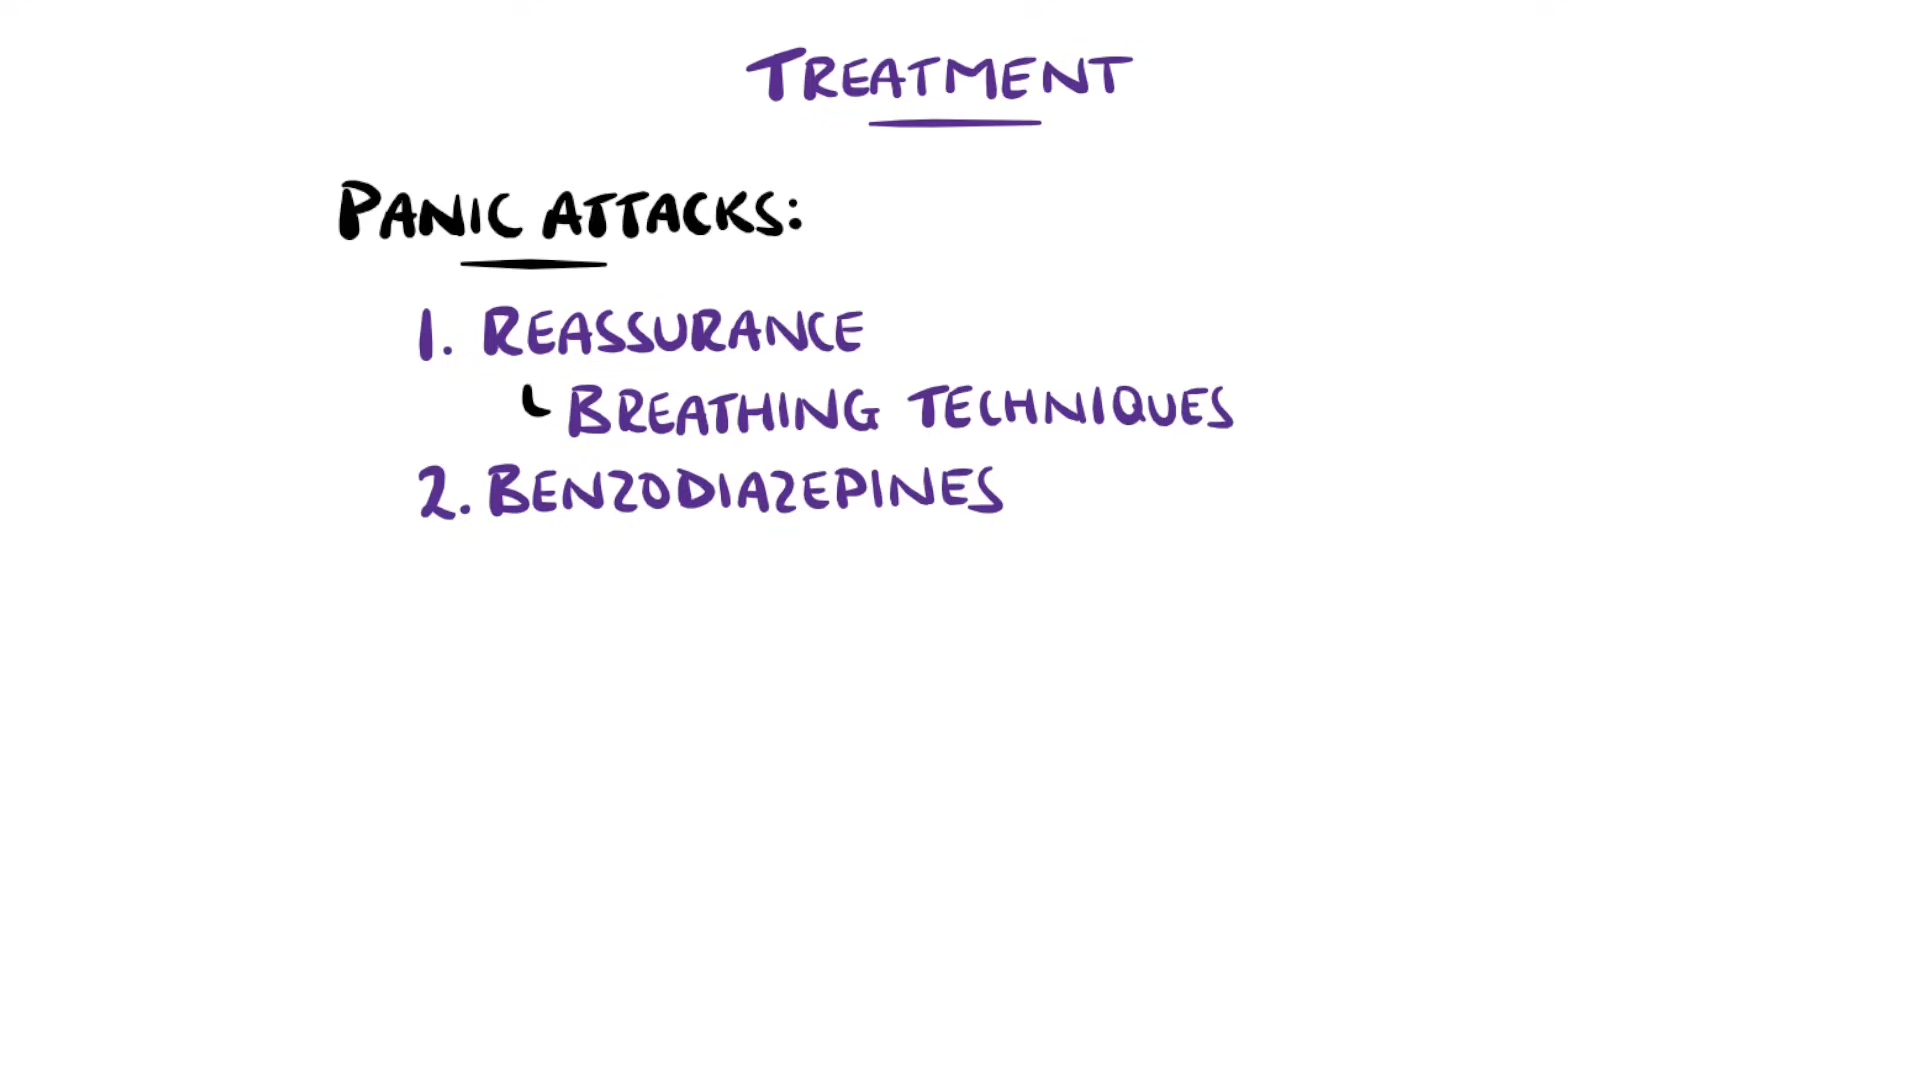 TREATMENT
PANIC ATTACKS:
1. REASSURANCE
BREATHING TECHNIQUES
2. BENZODIAZEPINES